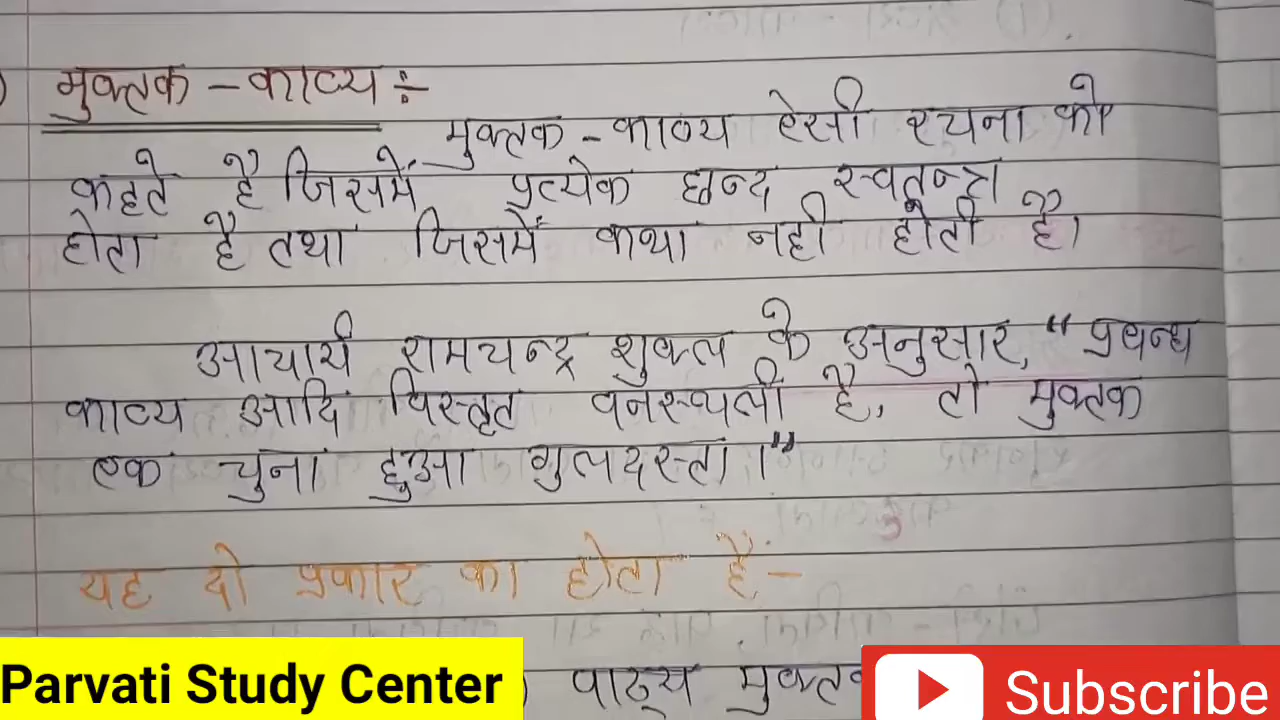 मुक्तक - काव्य ÷
मुक्तक - काव्य ऐसी रचना को
कहते है जिसमें प्रत्येक छन्द स्वतन्त्र
होता है तथा जिसमें कथा नही होती है।
आचार्य रामचन्द्र शुक्ल के अनुसार, "प्रबन्ध
काव्य आदि विस्तृत वनस्थली है, तो मुक्तक
एक चुना हुआ गुलदस्ता।"
यह दो प्रकार का होता है -
) पाठ्य मुक्तक
Parvati Study Center
Subscribe